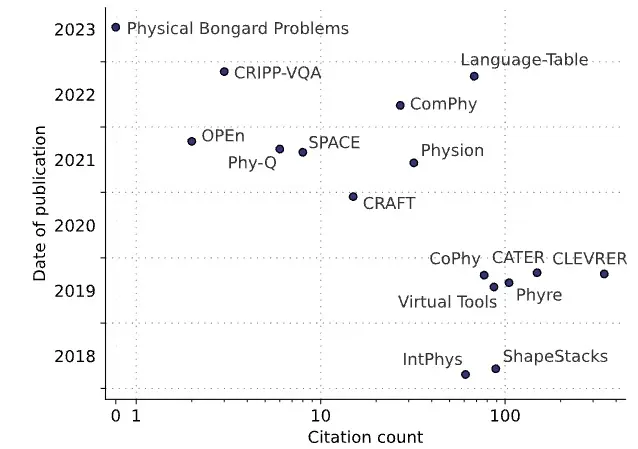 2023
Physical Bongard Problems
Language-Table
CRIPP-VQA
2022
ComPhy
OPEn
SPACE
Physion
Phy-Q
2021
CRAFT
2020
CoPhy CATER CLEVRER
2019
Virtual Tools Phyre
2018
IntPhys ShapeStacks
Date of publication
0 1 10 100
Citation count